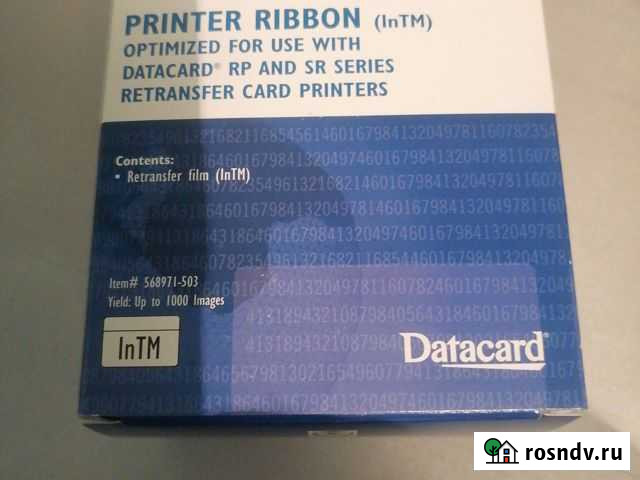 PRINTER RIBBON (InTM)
OPTIMIZED FOR USE WITH
DATACARD® RP AND SR SERIES
RETRANSFER CARD PRINTERS
Contents:
• Retransfer film (InTM)
Item# 568971-503
Yield: Up to 1000 Images
InTM
Datacard®
rosndv.ru